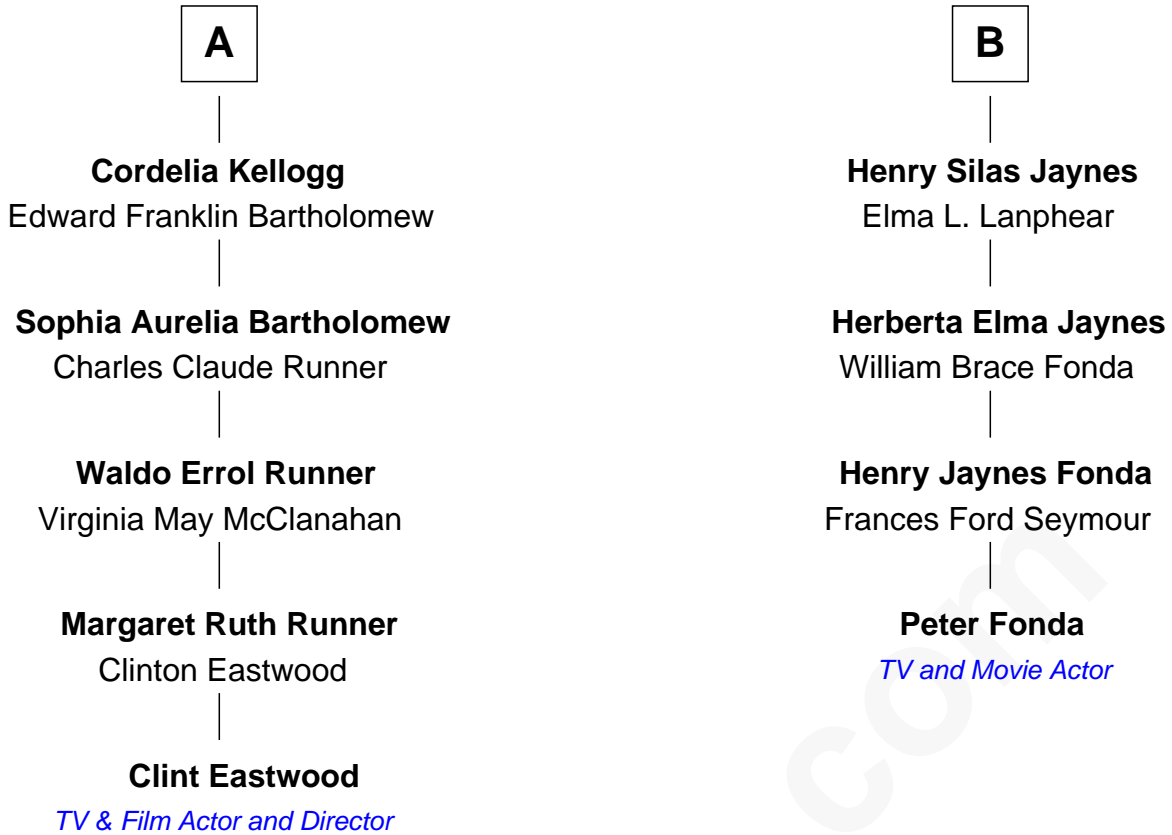 A
Cordelia Kellogg
Edward Franklin Bartholomew
Sophia Aurelia Bartholomew
Charles Claude Runner
Waldo Errol Runner
Virginia May McClanahan
Margaret Ruth Runner
Clinton Eastwood
Clint Eastwood
TV & Film Actor and Director
B
Henry Silas Jaynes
Elma L. Lanphear
Herberta Elma Jaynes
William Brace Fonda
Henry Jaynes Fonda
Frances Ford Seymour
Peter Fonda
TV and Movie Actor
com